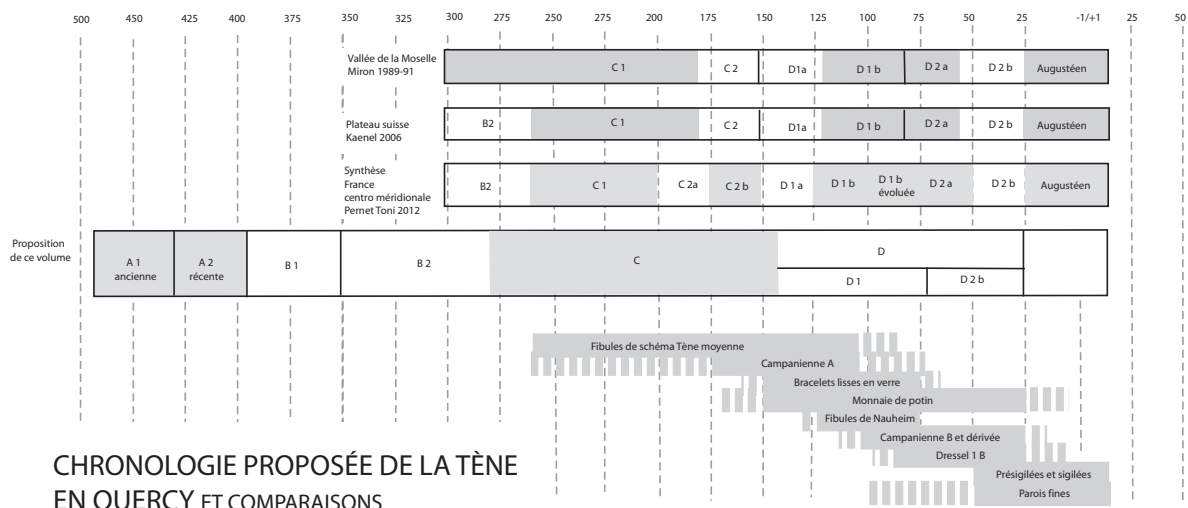 500 450 425 400 375 350 325 300 250 225 200 175 150 125 100 75 50 25 -1/+1 25 50
Vallée de la Moselle
Miron 1989-91
C 1 C 2 D1a D 1 b D 2 a D 2 b Augustéen
Plateau suisse
Kaenel 2006
B2 C 1 C 2 D1a D 1 b D 2 a D 2 b Augustéen
Synthèse
France
centro méridionale
Pernet Toni 2012
B2 C 1 C 2a C 2 b D 1 a D 1 b D 1 b
évoluée D 2 a D 2 b Augustéen
Proposition
de ce volume
A 1
ancienne
A 2
récente
B 1
B 2
C
D
D 1 D 2 b
Fibules de schéma Tène moyenne
Campanienne A
Bracelets lisses en verre
Monnaie de potin
Fibules de Nauheim
Campanienne B et dérivée
Dressel 1 B
Présigilées et sigilées
Parois fines
CHRONOLOGIE PROPOSÉE DE LA TÈNE
EN QUERCY ET COMPARAISONS